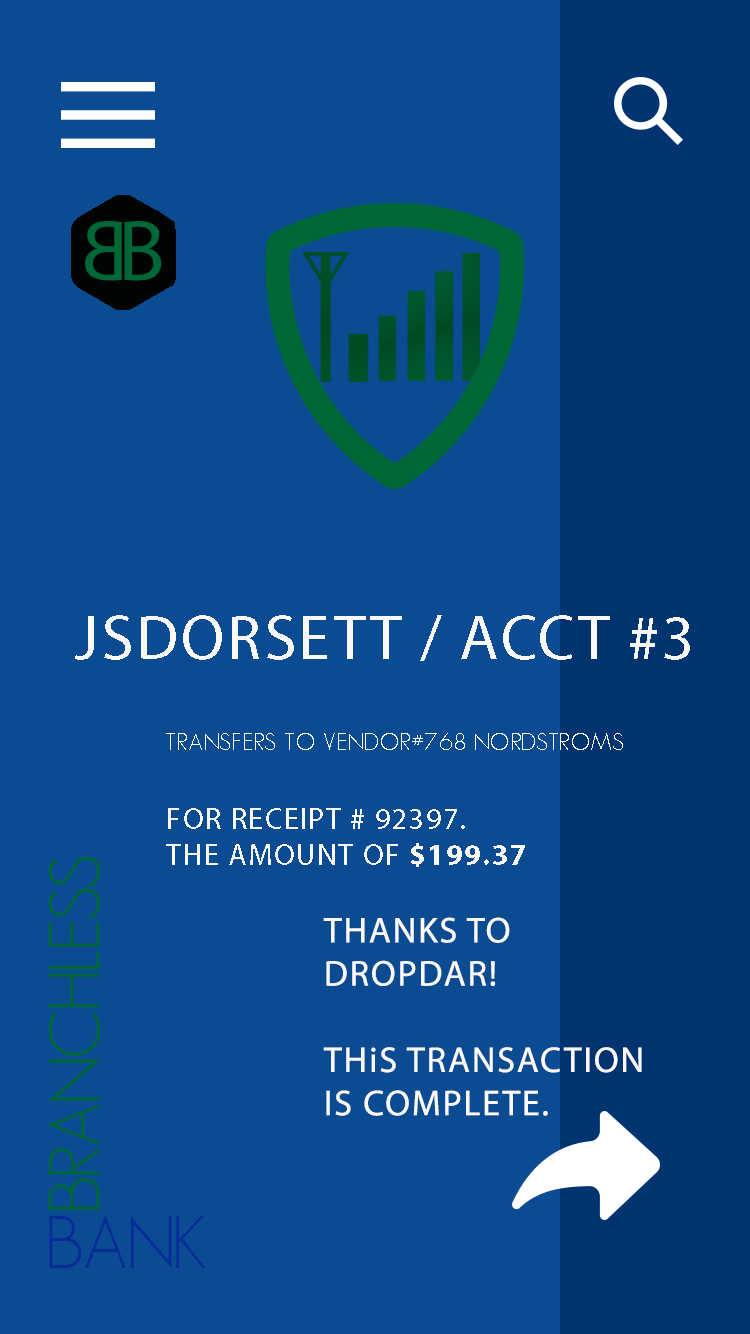 BB
JSDORSETT / ACCT #3
TRANSFERS TO VENDOR#768 NORDSTROMS
FOR RECEIPT # 92397.
THE AMOUNT OF $199.37
THANKS TO
DROPDAR!
THiS TRANSACTION
IS COMPLETE.
BRANCHLESS
BANK